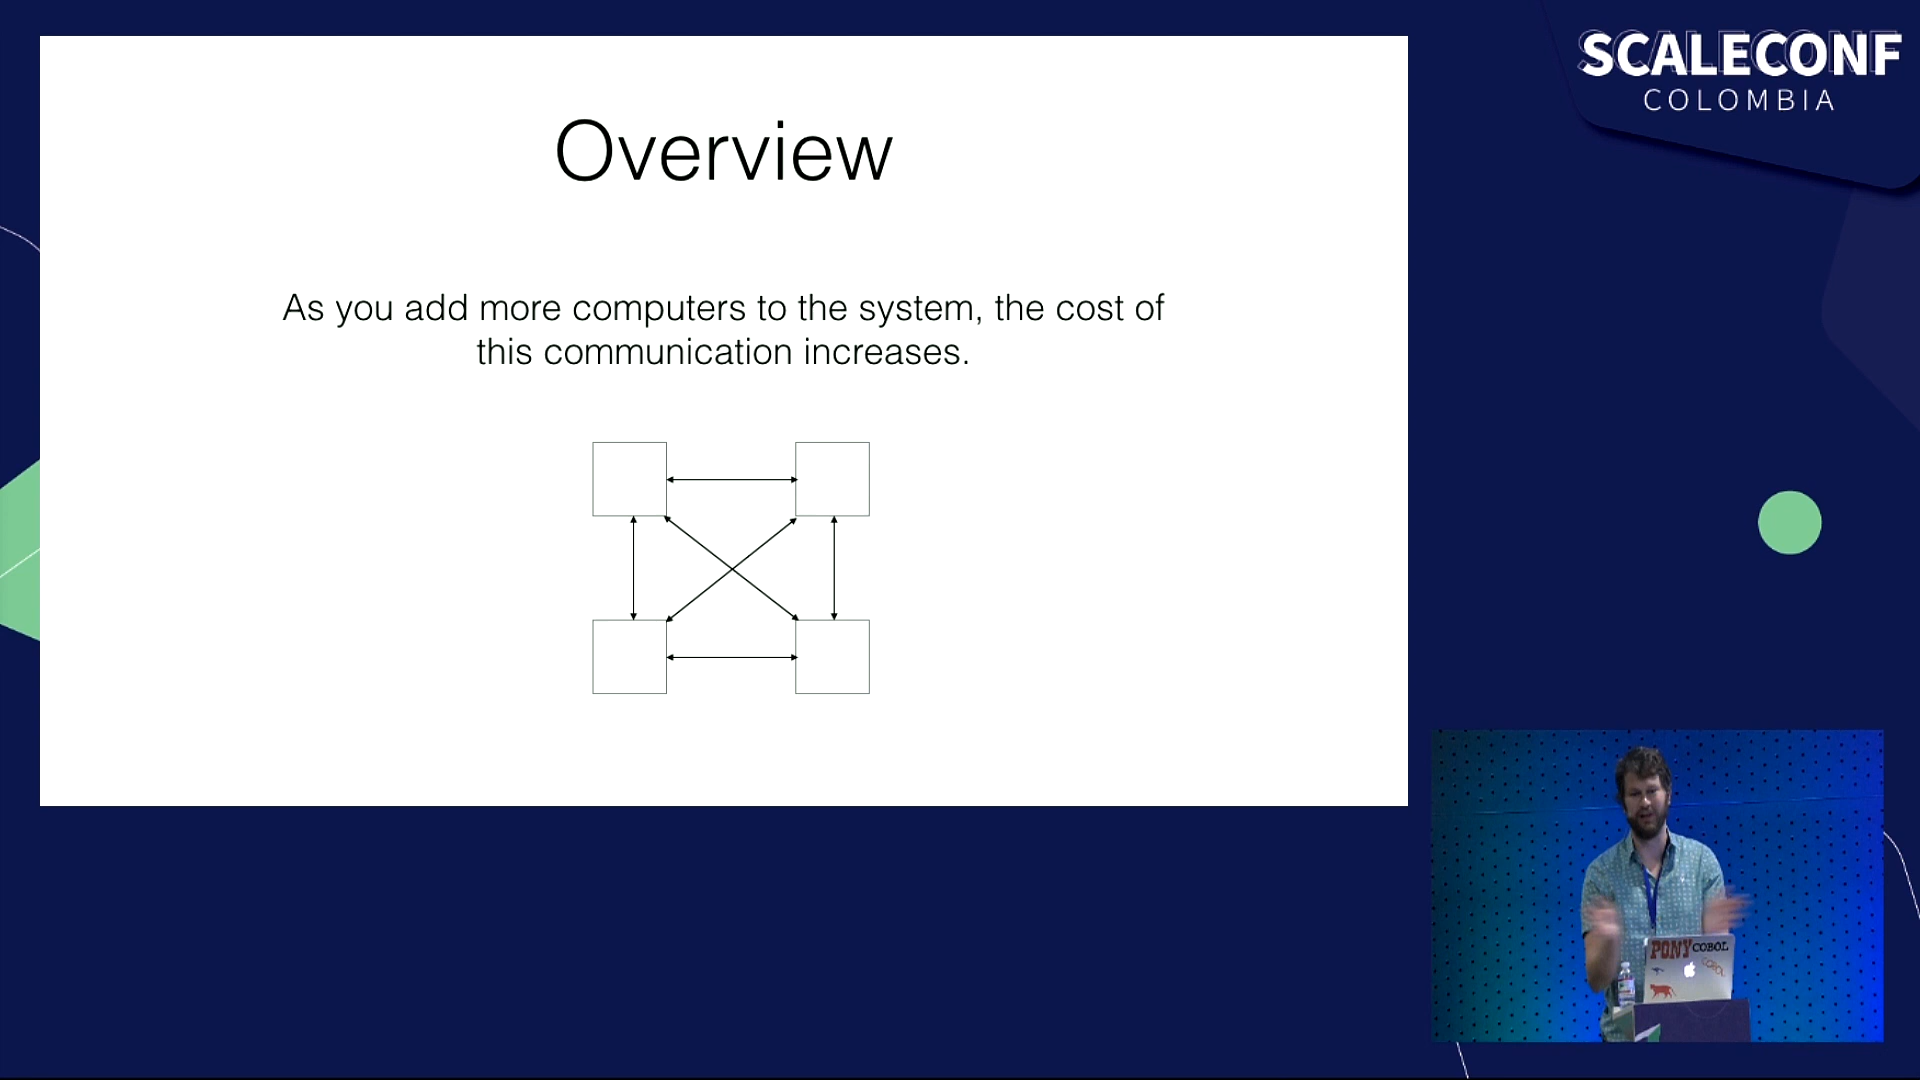 SCALECONF
COLOMBIA
Overview
As you add more computers to the system, the cost of
this communication increases.
PONY
COBOL
COBOL